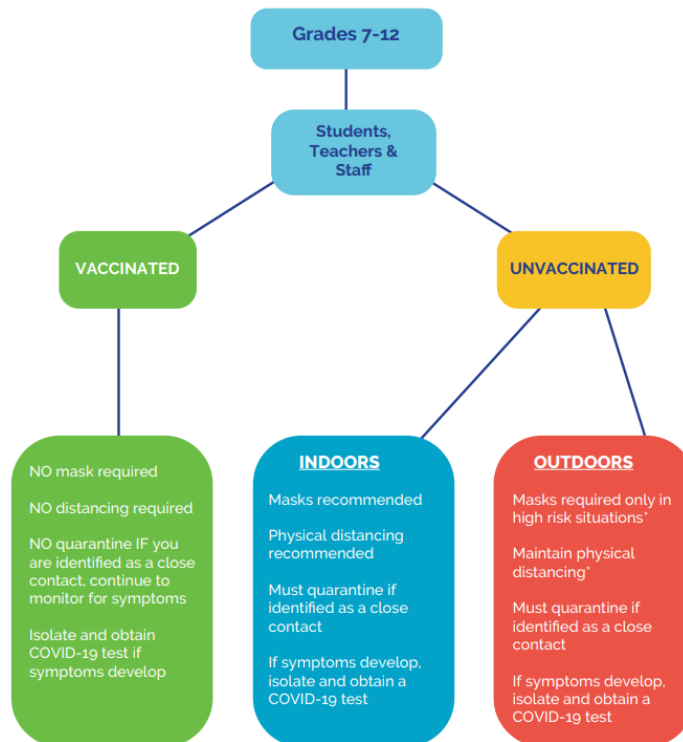 Grades 7-12
Students,
Teachers &
Staff
VACCINATED
UNVACCINATED
NO mask required
NO distancing required
NO quarantine IF you
are identified as a close
contact, continue to
monitor for symptoms
Isolate and obtain
COVID-19 test if
symptoms develop
INDOORS
Masks recommended
Physical distancing
recommended
Must quarantine if
identified as a close
contact
If symptoms develop,
isolate and obtain a
COVID-19 test
OUTDOORS
Masks required only in
high risk situations*
Maintain physical
distancing*
Must quarantine if
identified as a close
contact
If symptoms develop,
isolate and obtain a
COVID-19 test